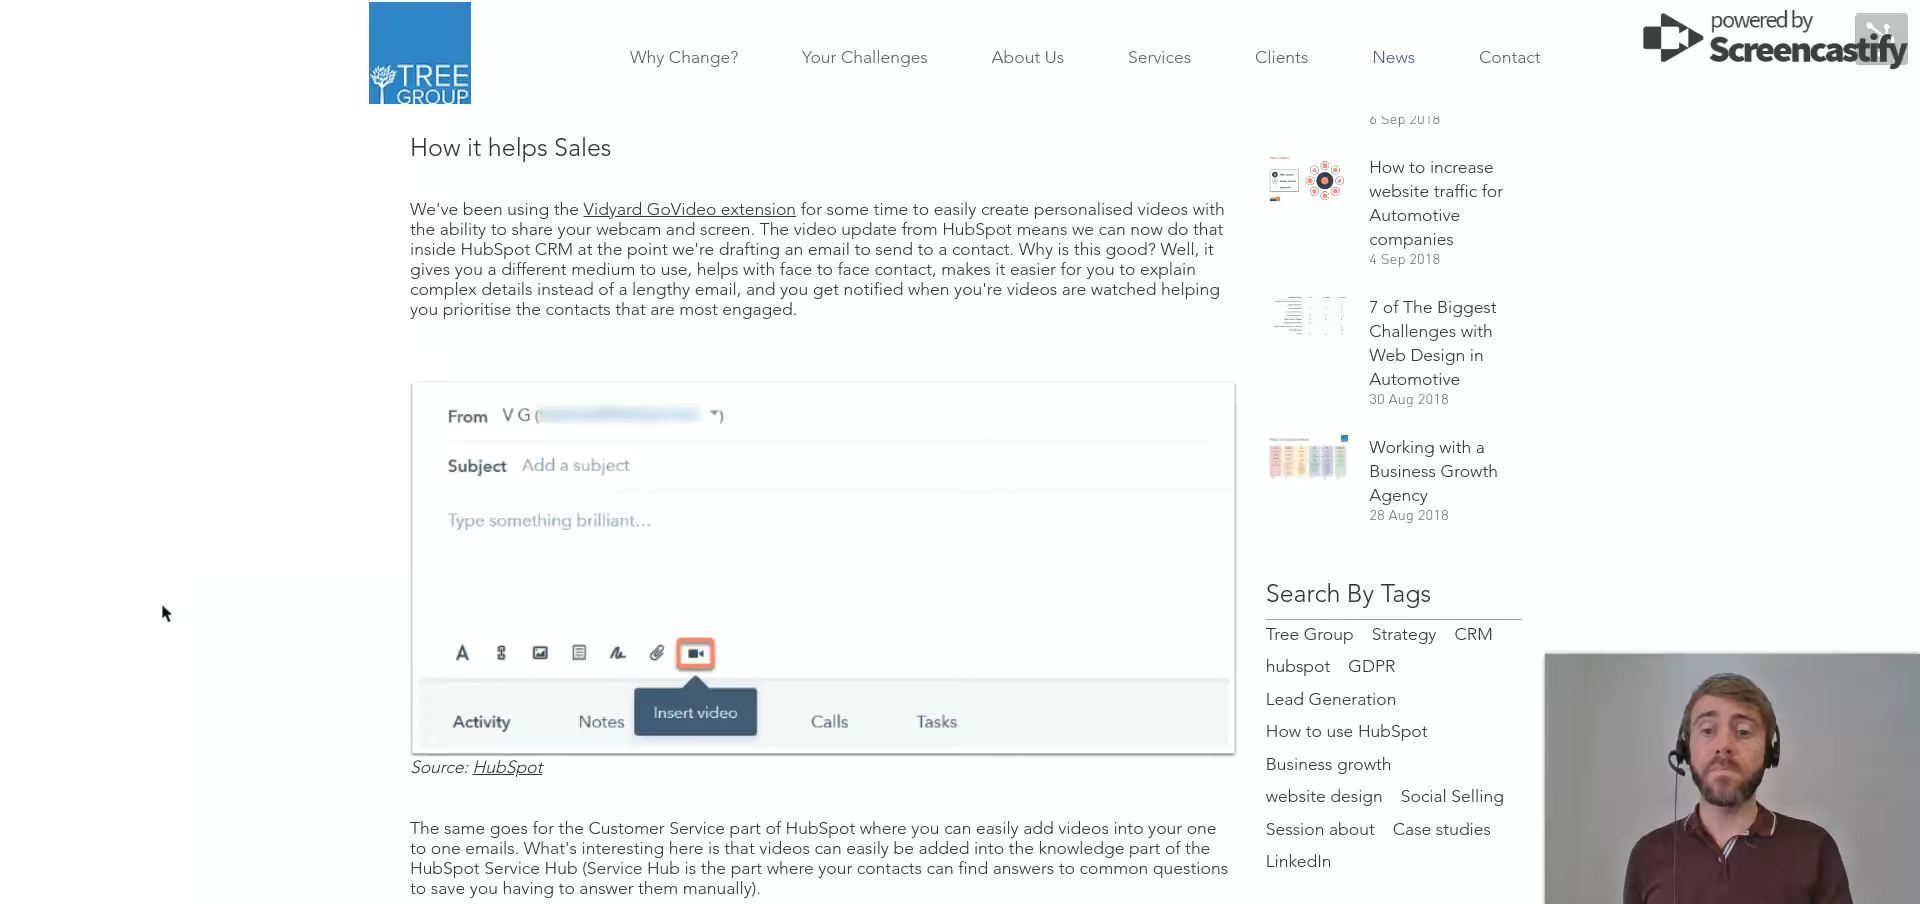 TREE
GROUP
Why Change?
Your Challenges
About Us
Services
Clients
News
Contact
powered by
Screencastify
How it helps Sales
We've been using the Vidyard GoVideo extension for some time to easily create personalised videos with
the ability to share your webcam and screen. The video update from HubSpot means we can now do that
inside HubSpot CRM at the point we're drafting an email to send to a contact. Why is this good? Well, it
gives you a different medium to use, helps with face to face contact, makes it easier for you to explain
complex details instead of a lengthy email, and you get notified when you're videos are watched helping
you prioritise the contacts that are most engaged.
From V G (
)
Subject Add a subject
Type something brilliant...
A
Insert video
Activity
Notes
Calls
Tasks
Source: HubSpot
The same goes for the Customer Service part of HubSpot where you can easily add videos into your one
to one emails. What's interesting here is that videos can easily be added into the knowledge part of the
HubSpot Service Hub (Service Hub is the part where your contacts can find answers to common questions
to save you having to answer them manually).
6 Sep 2018
How to increase
website traffic for
Automotive
companies
4 Sep 2018
7 of The Biggest
Challenges with
Web Design in
Automotive
30 Aug 2018
Working with a
Business Growth
Agency
28 Aug 2018
Search By Tags
Tree Group Strategy CRM
hubspot GDPR
Lead Generation
How to use HubSpot
Business growth
website design Social Selling
Session about Case studies
LinkedIn